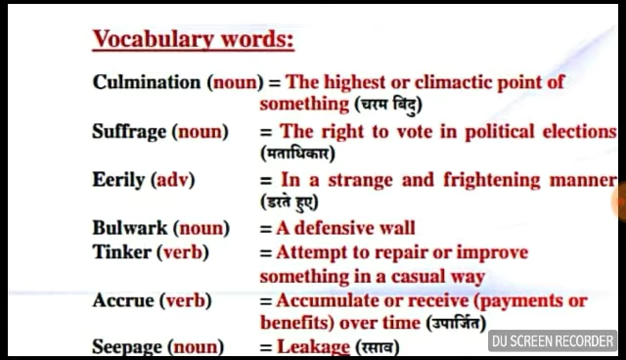 Vocabulary words:
Culmination (noun) = The highest or climactic point of
something (चरम बिंदु)
Suffrage (noun) = The right to vote in political elections
(मताधिकार)
Eerily (adv) = In a strange and frightening manner
(डरते हुए)
Bulwark (noun) = A defensive wall
Tinker (verb) = Attempt to repair or improve
something in a casual way
Accrue (verb) = Accumulate or receive (payments or
benefits) over time (उपार्जित)
Seepage (noun) = Leakage (रसाव)
DU SCREEN RECORDER